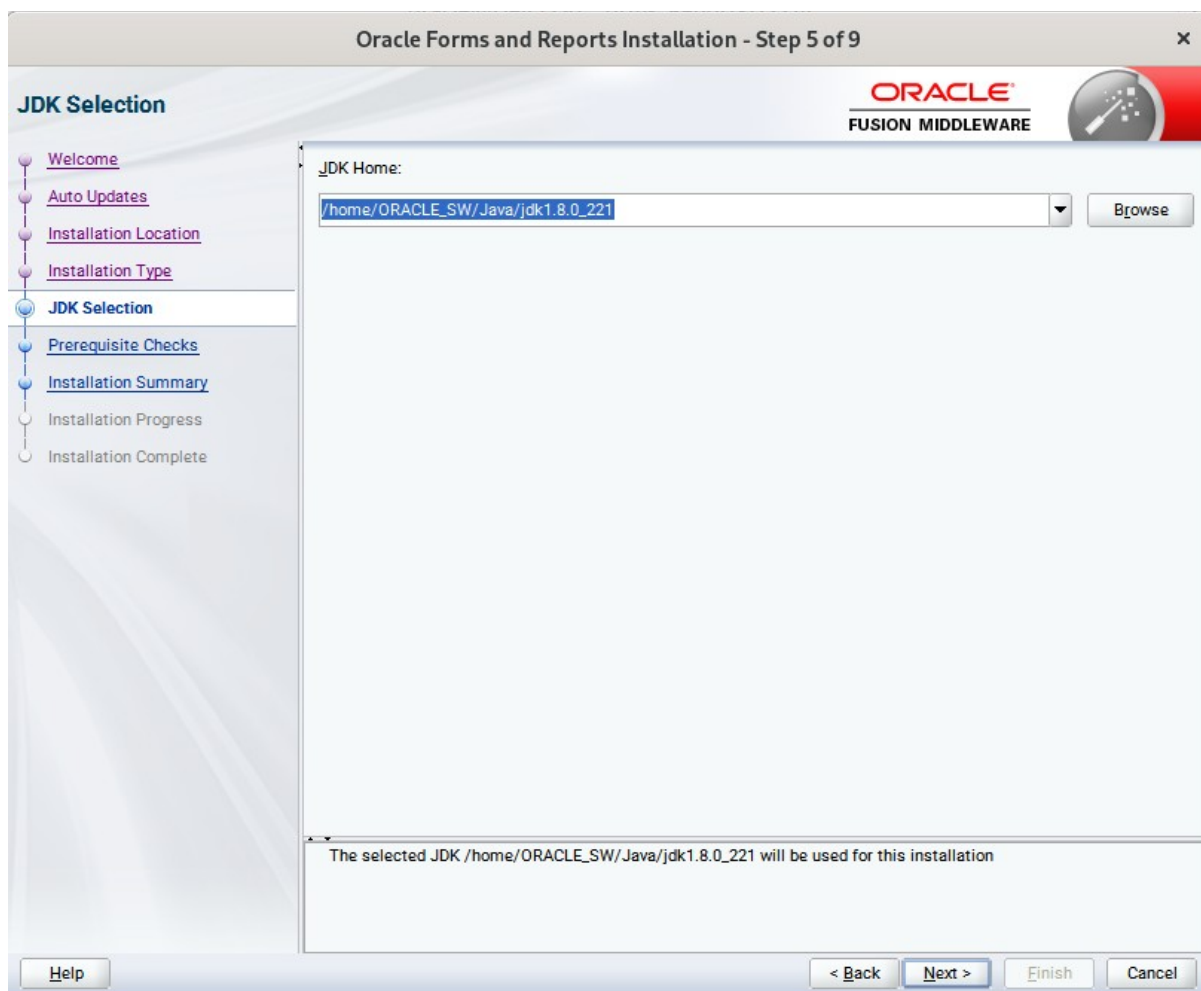 Oracle Forms and Reports Installation - Step 5 of 9
JDK Selection
ORACLE
FUSION MIDDLEWARE
Welcome
Auto Updates
Installation Location
Installation Type
JDK Selection
Prerequisite Checks
Installation Summary
Installation Progress
Installation Complete
JDK Home:
/home/ORACLE_SW/Java/jdk1.8.0_221
Browse
The selected JDK /home/ORACLE_SW/Java/jdk1.8.0_221 will be used for this installation
Help
< Back
Next >
Finish
Cancel